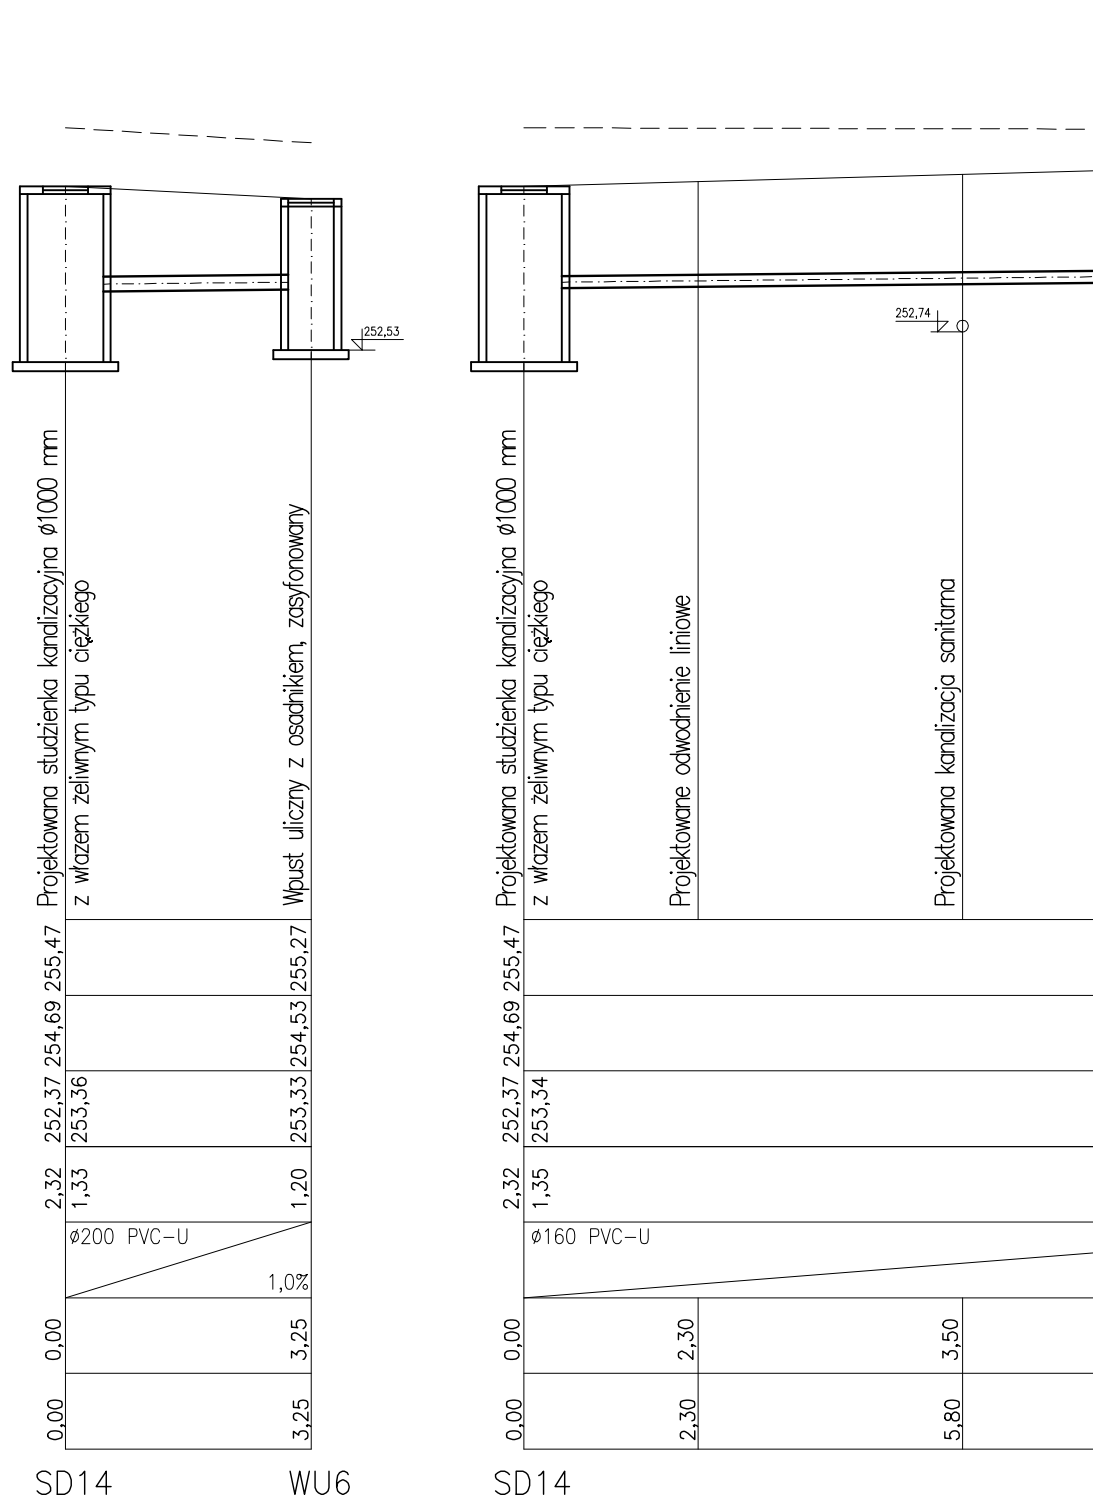 252,53
252,74
Projektowana studzienka kanalizacyjna ø1000 mm
z włazem żeliwnym typu ciężkiego
Wpust uliczny z osadnikiem, zasyfonowany
Projektowana studzienka kanalizacyjna ø1000 mm
z włazem żeliwnym typu ciężkiego
Projektowane odwodnienie liniowe
Projektowana kanalizacja sanitarna
255,47
255,27
255,47
254,69
254,53
254,69
252,37
253,36
253,33
252,37
253,34
2,32
1,33
1,20
2,32
1,35
ø200 PVC-U
1,0%
ø160 PVC-U
0,00
3,25
0,00
2,30
3,50
0,00
3,25
0,00
2,30
5,80
SD14
WU6
SD14